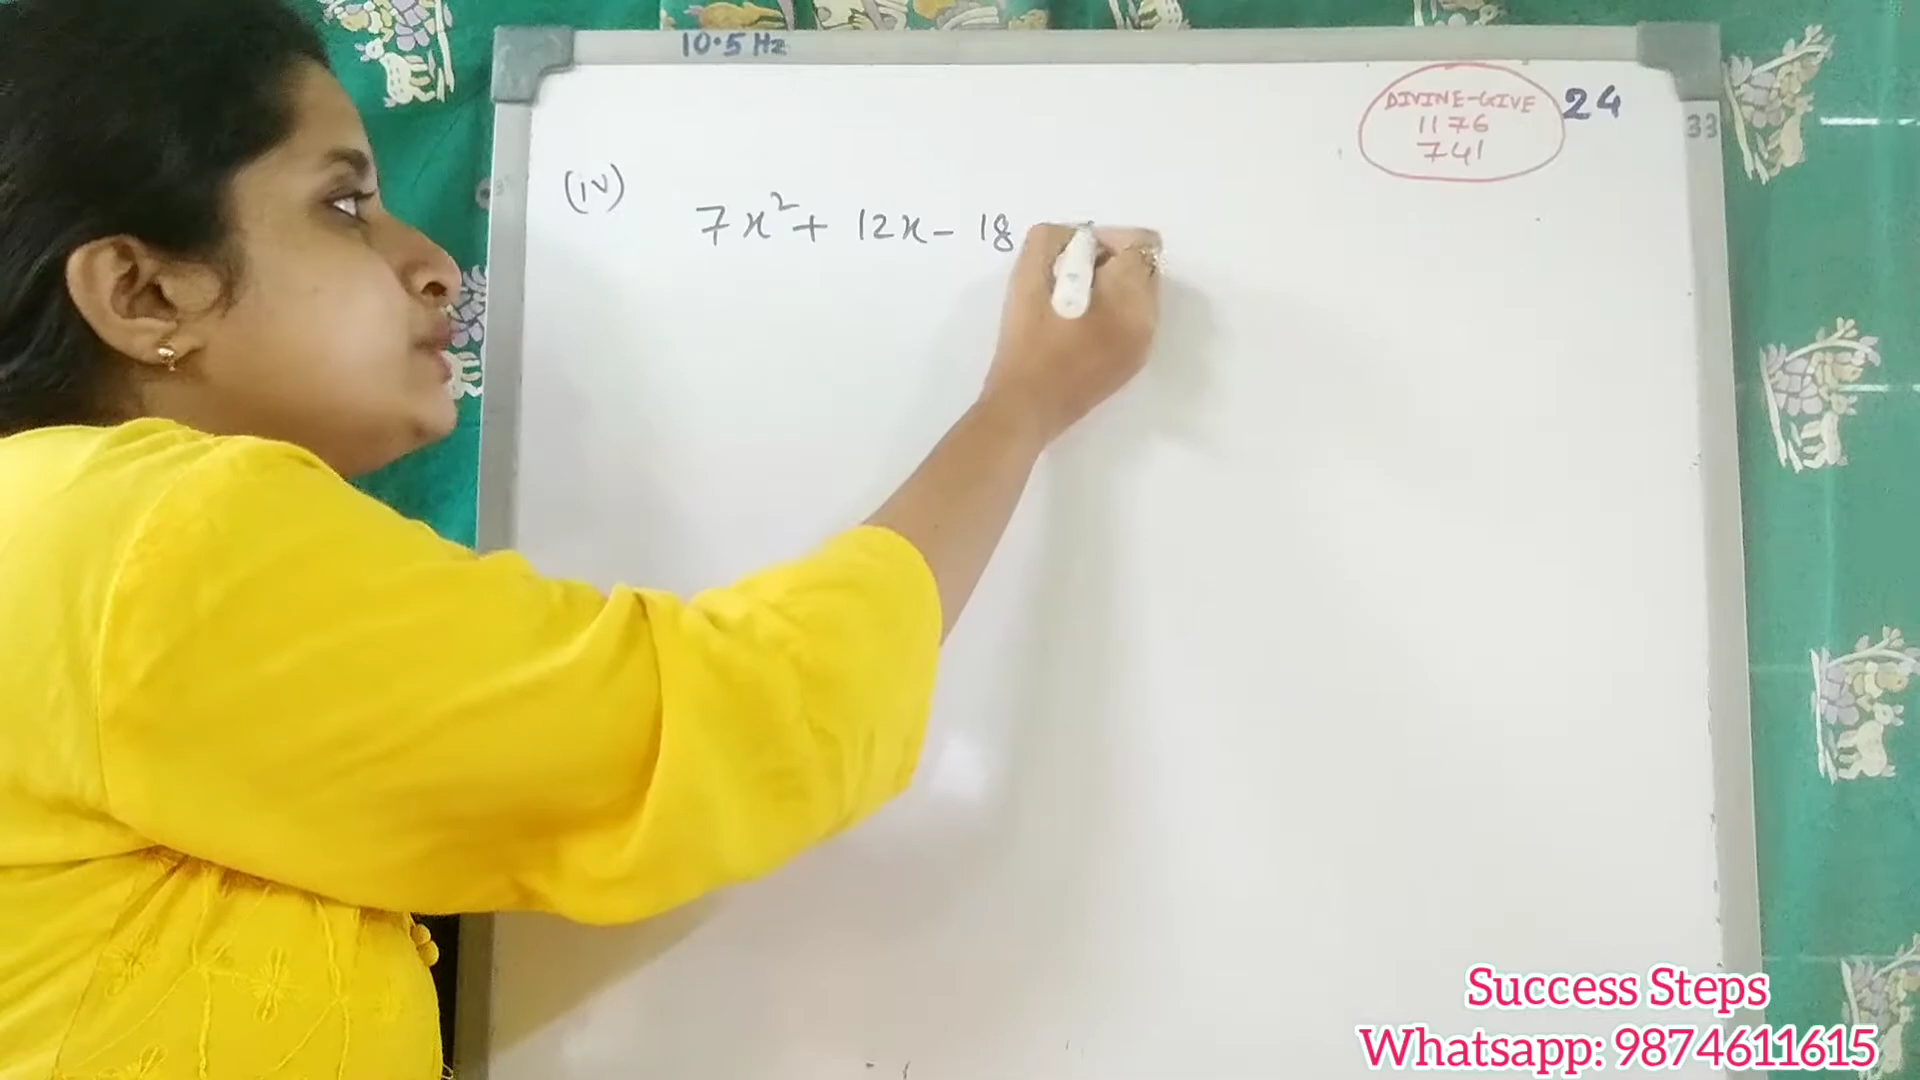 10.5 Hz
DIVINE-GIVE
1176
741
24
33
(iv)
7x² + 12x - 18
Success Steps
Whatsapp: 9874611615